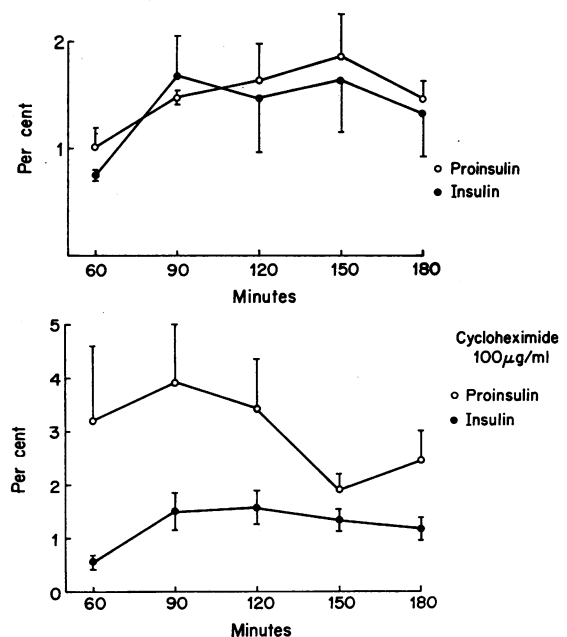 2
1
Per cent
Proinsulin
Insulin
60 90 120 150 180
Minutes
5
4
3
2
1
0
Per cent
Cycloheximide
100μg/ml
Proinsulin
Insulin
60 90 120 150 180
Minutes